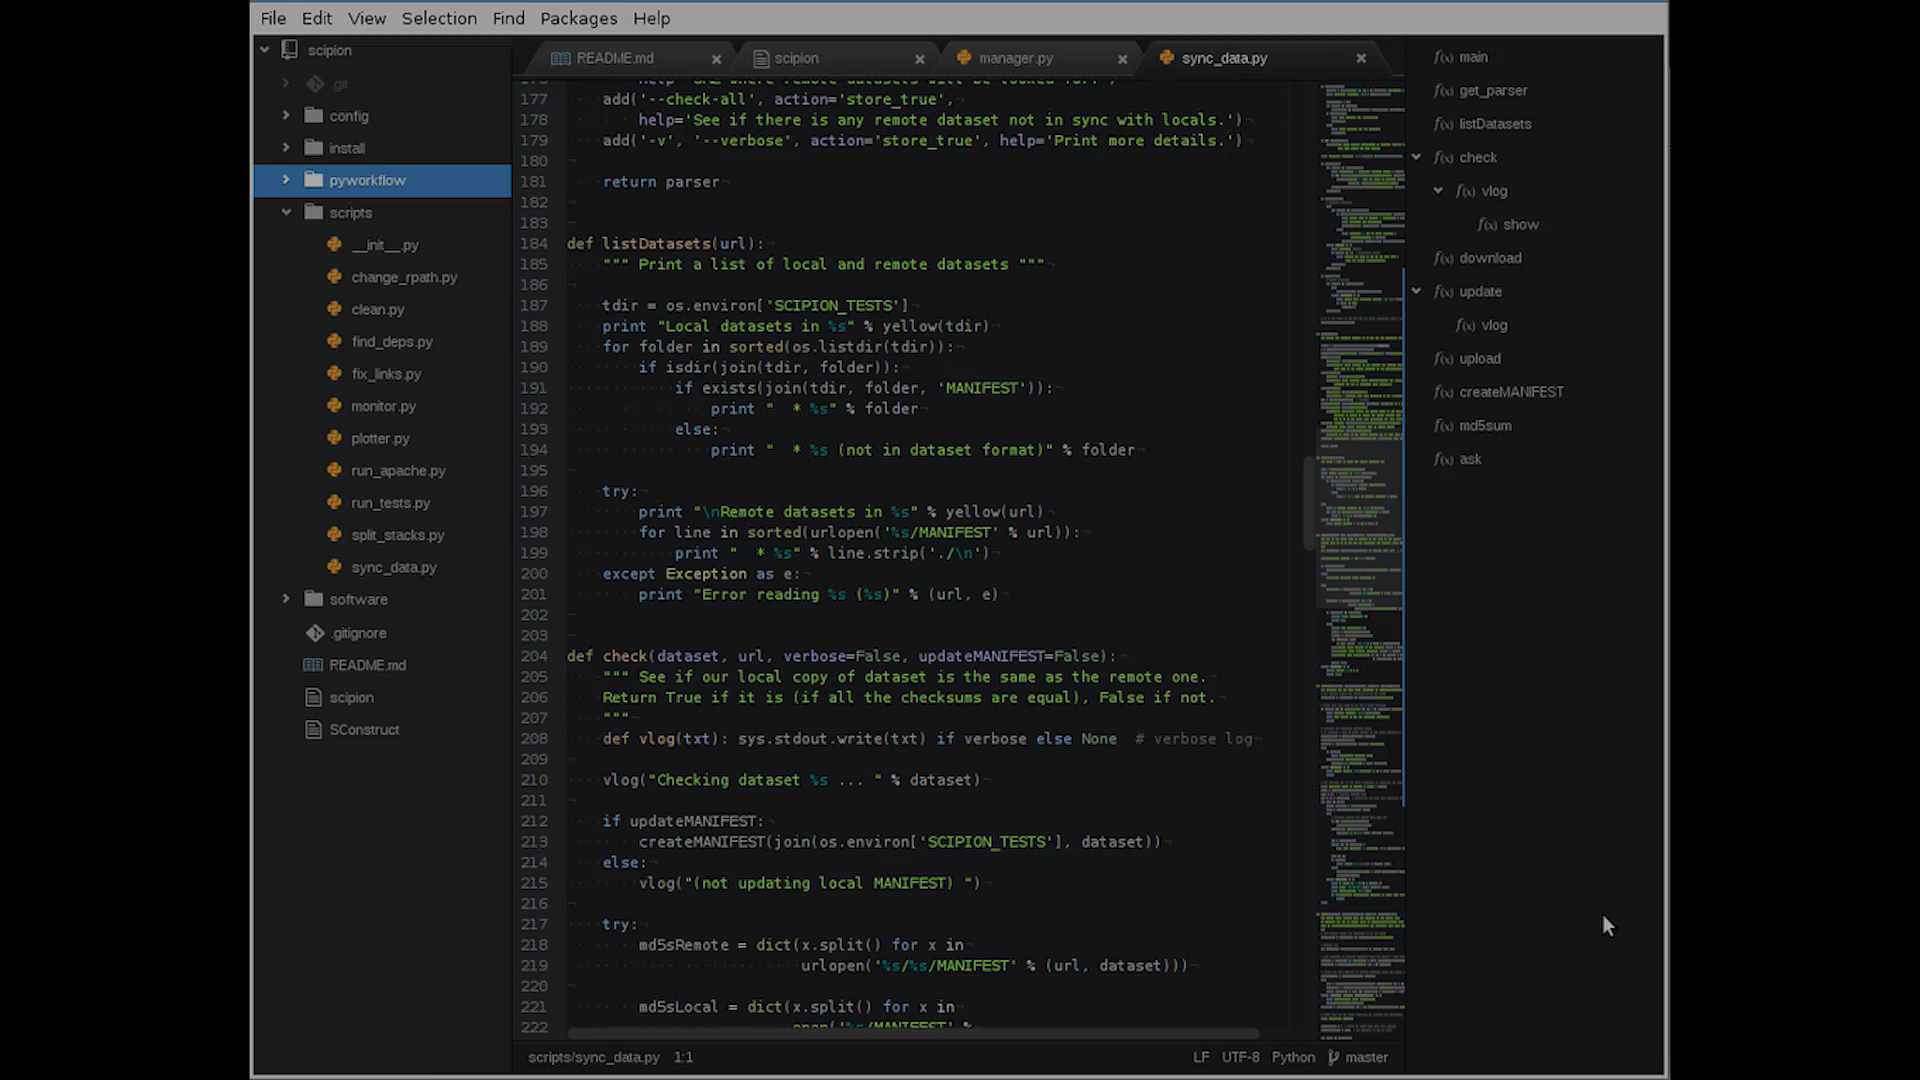 File Edit View Selection Find Packages Help
scipion
.git
config
install
pyworkflow
scripts
__init__.py
change_rpath.py
clean.py
find_deps.py
fix_links.py
monitor.py
plotter.py
run_apache.py
run_tests.py
split_stacks.py
sync_data.py
software
.gitignore
README.md
scipion
SConstruct
README.md scipion manager.py sync_data.py
177 add('--check-all', action='store_true',
178 help='See if there is any remote dataset not in sync with locals.')
179 add('-v', '--verbose', action='store_true', help='Print more details.')
180
181 return parser
182
183
184 def listDatasets(url):
185 """ Print a list of local and remote datasets """
186
187 tdir = os.environ['SCIPION_TESTS']
188 print "Local datasets in %s" % yellow(tdir)
189 for folder in sorted(os.listdir(tdir)):
190 if isdir(join(tdir, folder)):
191 if exists(join(tdir, folder, 'MANIFEST')):
192 print "  * %s" % folder
193 else:
194 print "  * %s (not in dataset format)" % folder
195
196 try:
197 print "\nRemote datasets in %s" % yellow(url)
198 for line in sorted(urlopen('%s/MANIFEST' % url)):
199 print "  * %s" % line.strip('./\n')
200 except Exception as e:
201 print "Error reading %s (%s)" % (url, e)
202
203
204 def check(dataset, url, verbose=False, updateMANIFEST=False):
205 """ See if our local copy of dataset is the same as the remote one.
206 Return True if it is (if all the checksums are equal), False if not.
207 """
208 def vlog(txt): sys.stdout.write(txt) if verbose else None  # verbose log
209
210 vlog("Checking dataset %s ... " % dataset)
211
212 if updateMANIFEST:
213 createMANIFEST(join(os.environ['SCIPION_TESTS'], dataset))
214 else:
215 vlog("(not updating local MANIFEST) ")
216
217 try:
218 md5sRemote = dict(x.split() for x in
219 urlopen('%s/%s/MANIFEST' % (url, dataset)))
220
221 md5sLocal = dict(x.split() for x in
222 open('%s/MANIFEST' %
f(x) main
f(x) get_parser
f(x) listDatasets
f(x) check
f(x) vlog
f(x) show
f(x) download
f(x) update
f(x) vlog
f(x) upload
f(x) createMANIFEST
f(x) md5sum
f(x) ask
scripts/sync_data.py 1:1 LF UTF-8 Python master